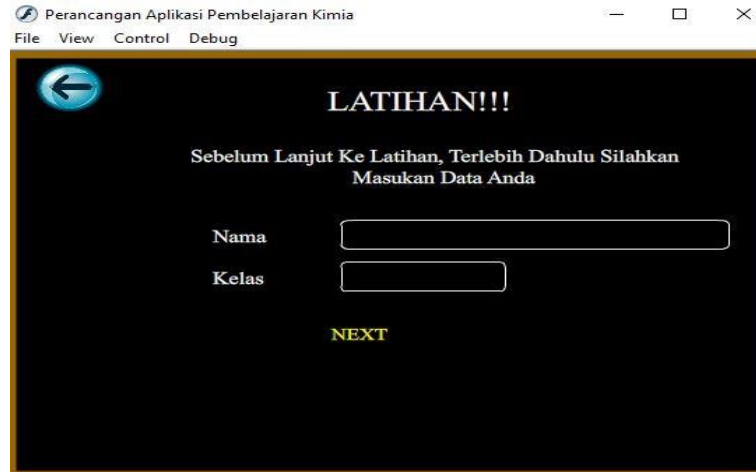 Perancangan Aplikasi Pembelajaran Kimia
File View Control Debug
LATIHAN!!!
Sebelum Lanjut Ke Latihan, Terlebih Dahulu Silahkan
Masukan Data Anda
Nama
Kelas
NEXT